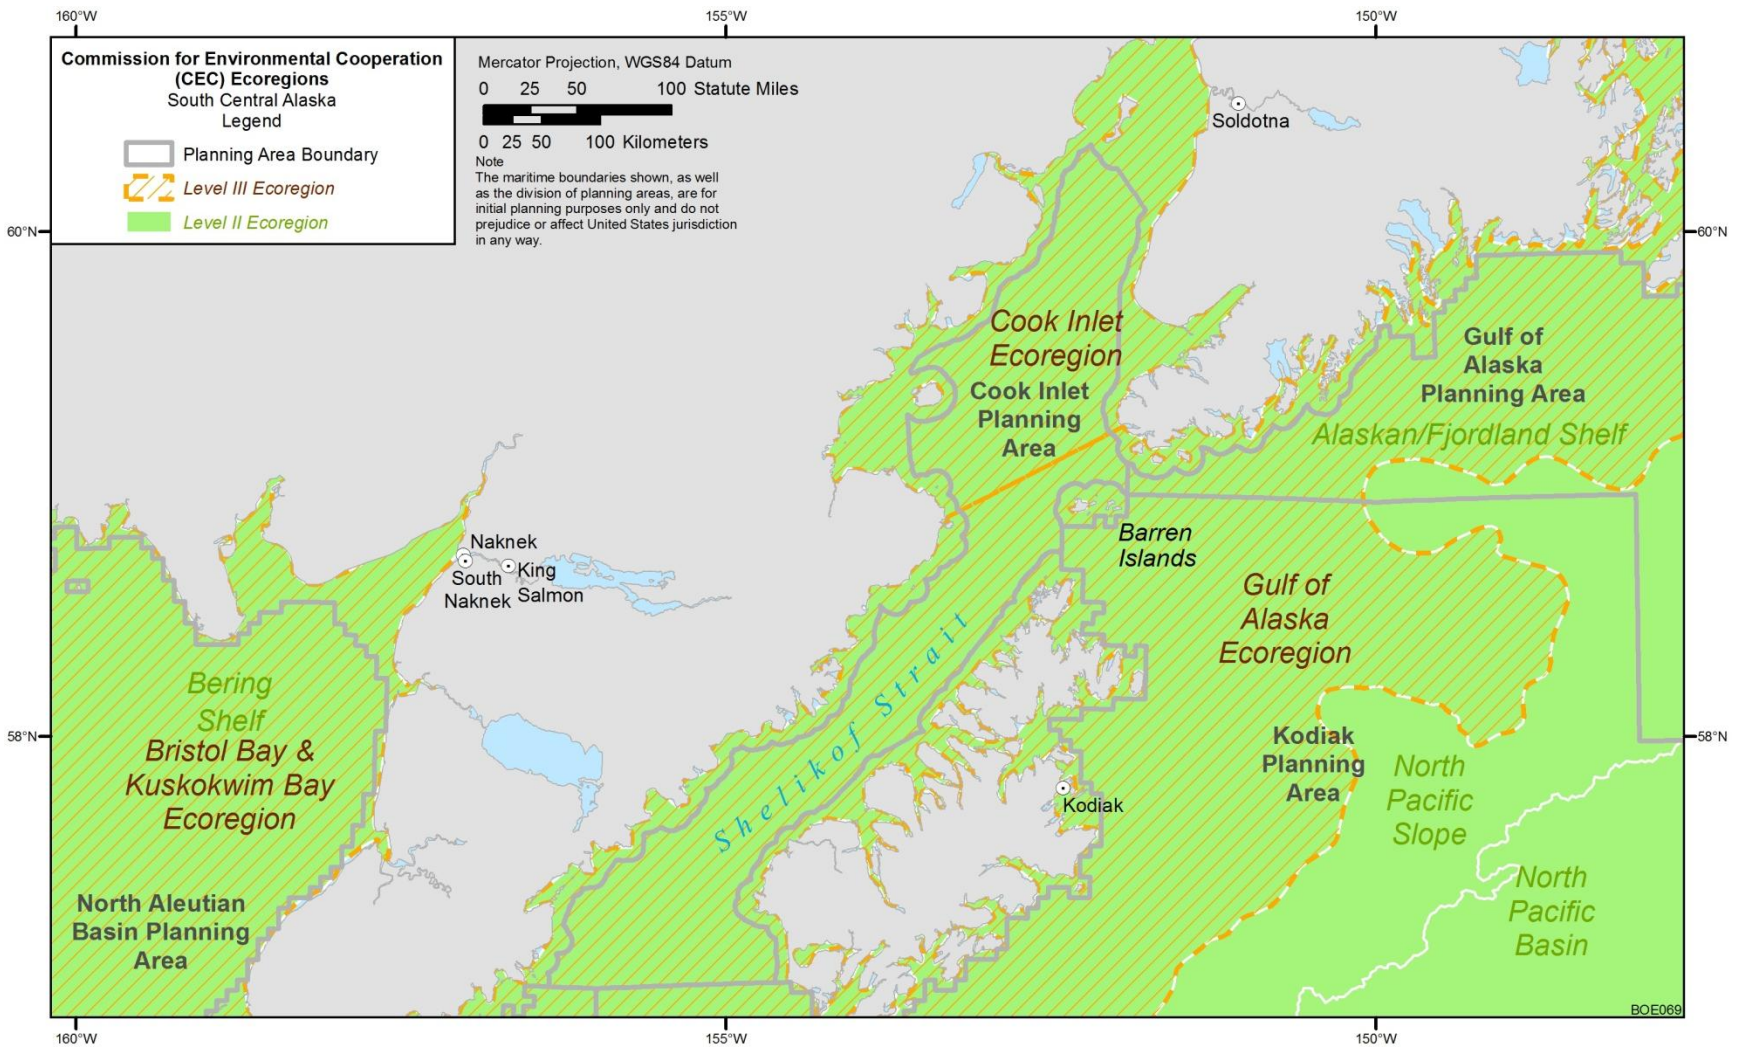 160°W
155°W
150°W
Commission for Environmental Cooperation
(CEC) Ecoregions
South Central Alaska
Legend
Planning Area Boundary
Level III Ecoregion
Level II Ecoregion
Mercator Projection, WGS84 Datum
0 25 50 100 Statute Miles
0 25 50 100 Kilometers
Note
The maritime boundaries shown, as well
as the division of planning areas, are for
initial planning purposes only and do not
prejudice or affect United States jurisdiction
in any way.
Soldotna
60°N
60°N
Cook Inlet
Ecoregion
Cook Inlet
Planning
Area
Gulf of
Alaska
Planning Area
Alaskan/Fjordland Shelf
Barren
Islands
Naknek
South
Naknek
King
Salmon
Gulf of
Alaska
Ecoregion
Shelikof Strait
Bering
Shelf
Bristol Bay &
Kuskokwim Bay
Ecoregion
58°N
58°N
Kodiak
Planning
Area
North
Pacific
Slope
Kodiak
North
Pacific
Basin
North Aleutian
Basin Planning
Area
BOE069
160°W
155°W
150°W